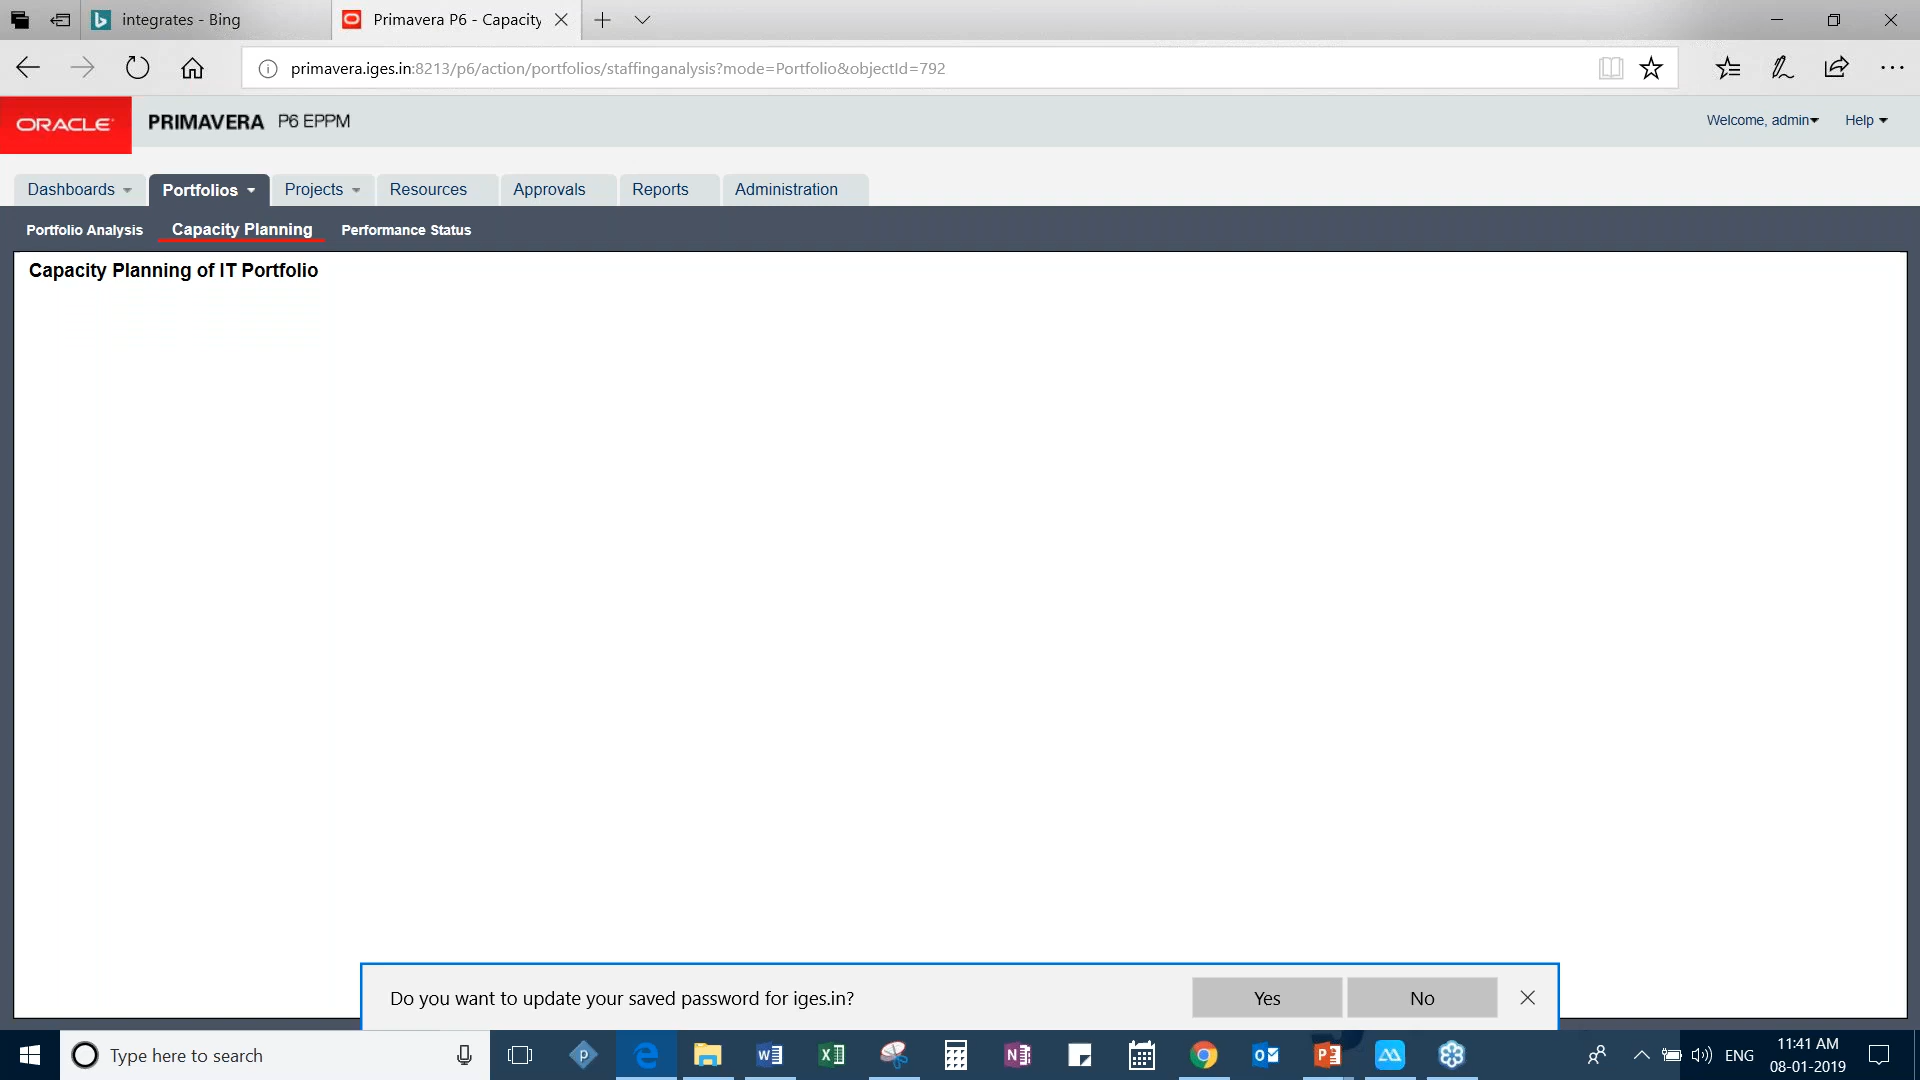 integrates - Bing
Primavera P6 - Capacity
primavera.iges.in:8213/p6/action/portfolios/staffinganalysis?mode=Portfolio&objectId=792
ORACLE PRIMAVERA P6 EPPM
Welcome, admin
Help
Dashboards Portfolios Projects Resources Approvals Reports Administration
Portfolio Analysis Capacity Planning Performance Status
Capacity Planning of IT Portfolio
Do you want to update your saved password for iges.in?
Yes
No
Type here to search
ENG
11:41 AM
08-01-2019